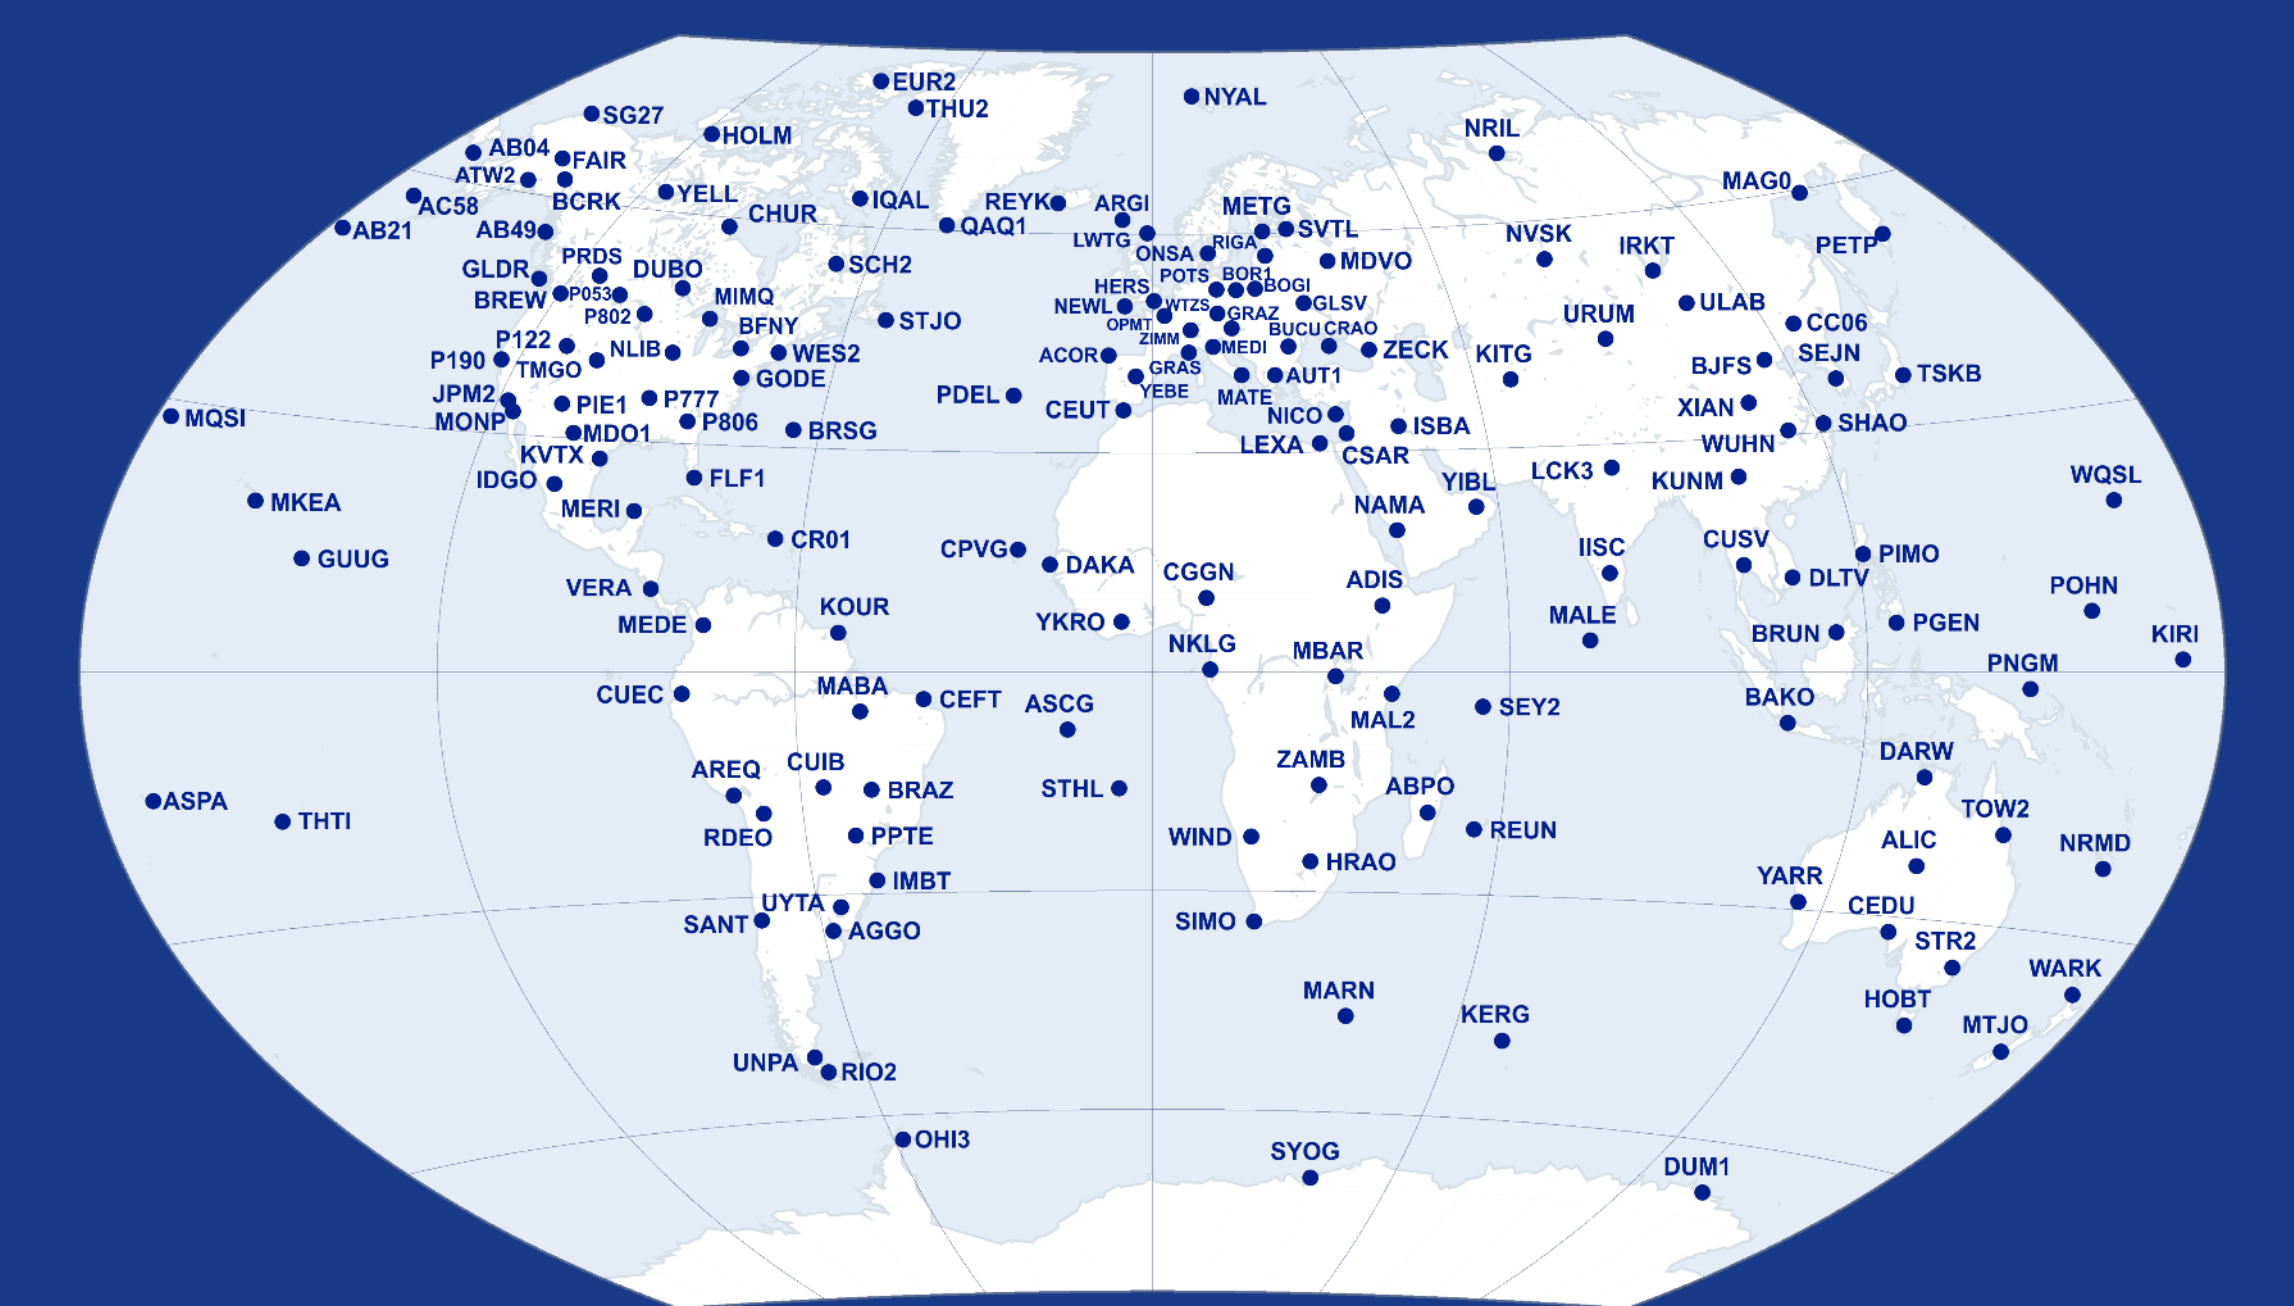 EUR2
NYAL
THU2
SG27
NRIL
HOLM
AB04
FAIR
ATW2
MAG0
YELL
BCRK
IQAL
REYK
ARGI
AC58
METG
CHUR
QAQ1
AB21
AB49
SVTL
LWTG
RIGA
NVSK
IRKT
PETP
ONSA
PRDS
MDVO
SCH2
GLDR
DUBO
POTS
BOR1
HERS
BOGI
P053
BREW
MIMQ
NEWL
WTZS
GLSV
ULAB
GRAZ
URUM
P802
STJO
OPMT
CC06
BFNY
BUCU
CRAO
P122
ZIMM
NLIB
MEDI
ZECK
WES2
ACOR
KITG
SEJN
P190
TMGO
GRAS
BJFS
TSKB
GODE
AUT1
YEBE
JPM2
PDEL
MATE
P777
PIE1
CEUT
XIAN
MQSI
MONP
P806
NICO
ISBA
SHAO
BRSG
MDO1
LEXA
WUHN
KVTX
CSAR
LCK3
WQSL
IDGO
FLF1
YIBL
KUNM
MKEA
MERI
NAMA
CR01
CUSV
CPVG
IISC
PIMO
GUUG
DAKA
CGGN
ADIS
DLTV
POHN
VERA
KOUR
MALE
MEDE
YKRO
PGEN
BRUN
KIRI
NKLG
MBAR
PNGM
MABA
CUEC
CEFT
BAKO
ASCG
SEY2
MAL2
DARW
ZAMB
CUIB
AREQ
ABPO
STHL
BRAZ
ASPA
TOW2
THTI
REUN
RDEO
PPTE
WIND
ALIC
NRMD
HRAO
YARR
IMBT
UYTA
CEDU
SANT
SIMO
AGGO
STR2
WARK
MARN
HOBT
KERG
MTJO
UNPA
RIO2
OHI3
SYOG
DUM1